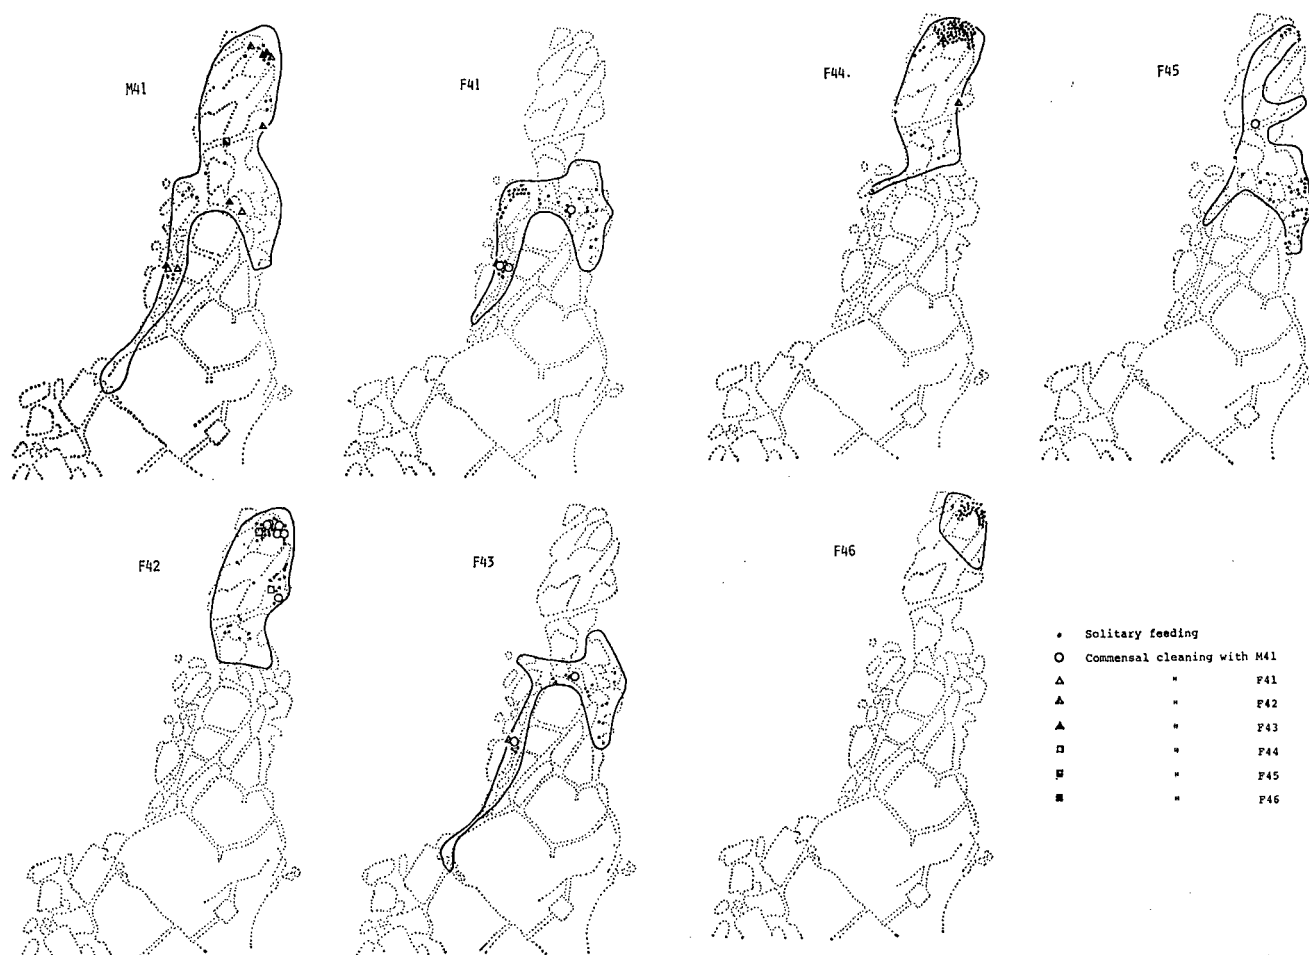 M41
F41
F44.
F45
F42
F43
F46
Solitary feeding
Commensal cleaning with M41
" F41
" F42
" F43
" F44
" F45
" F46